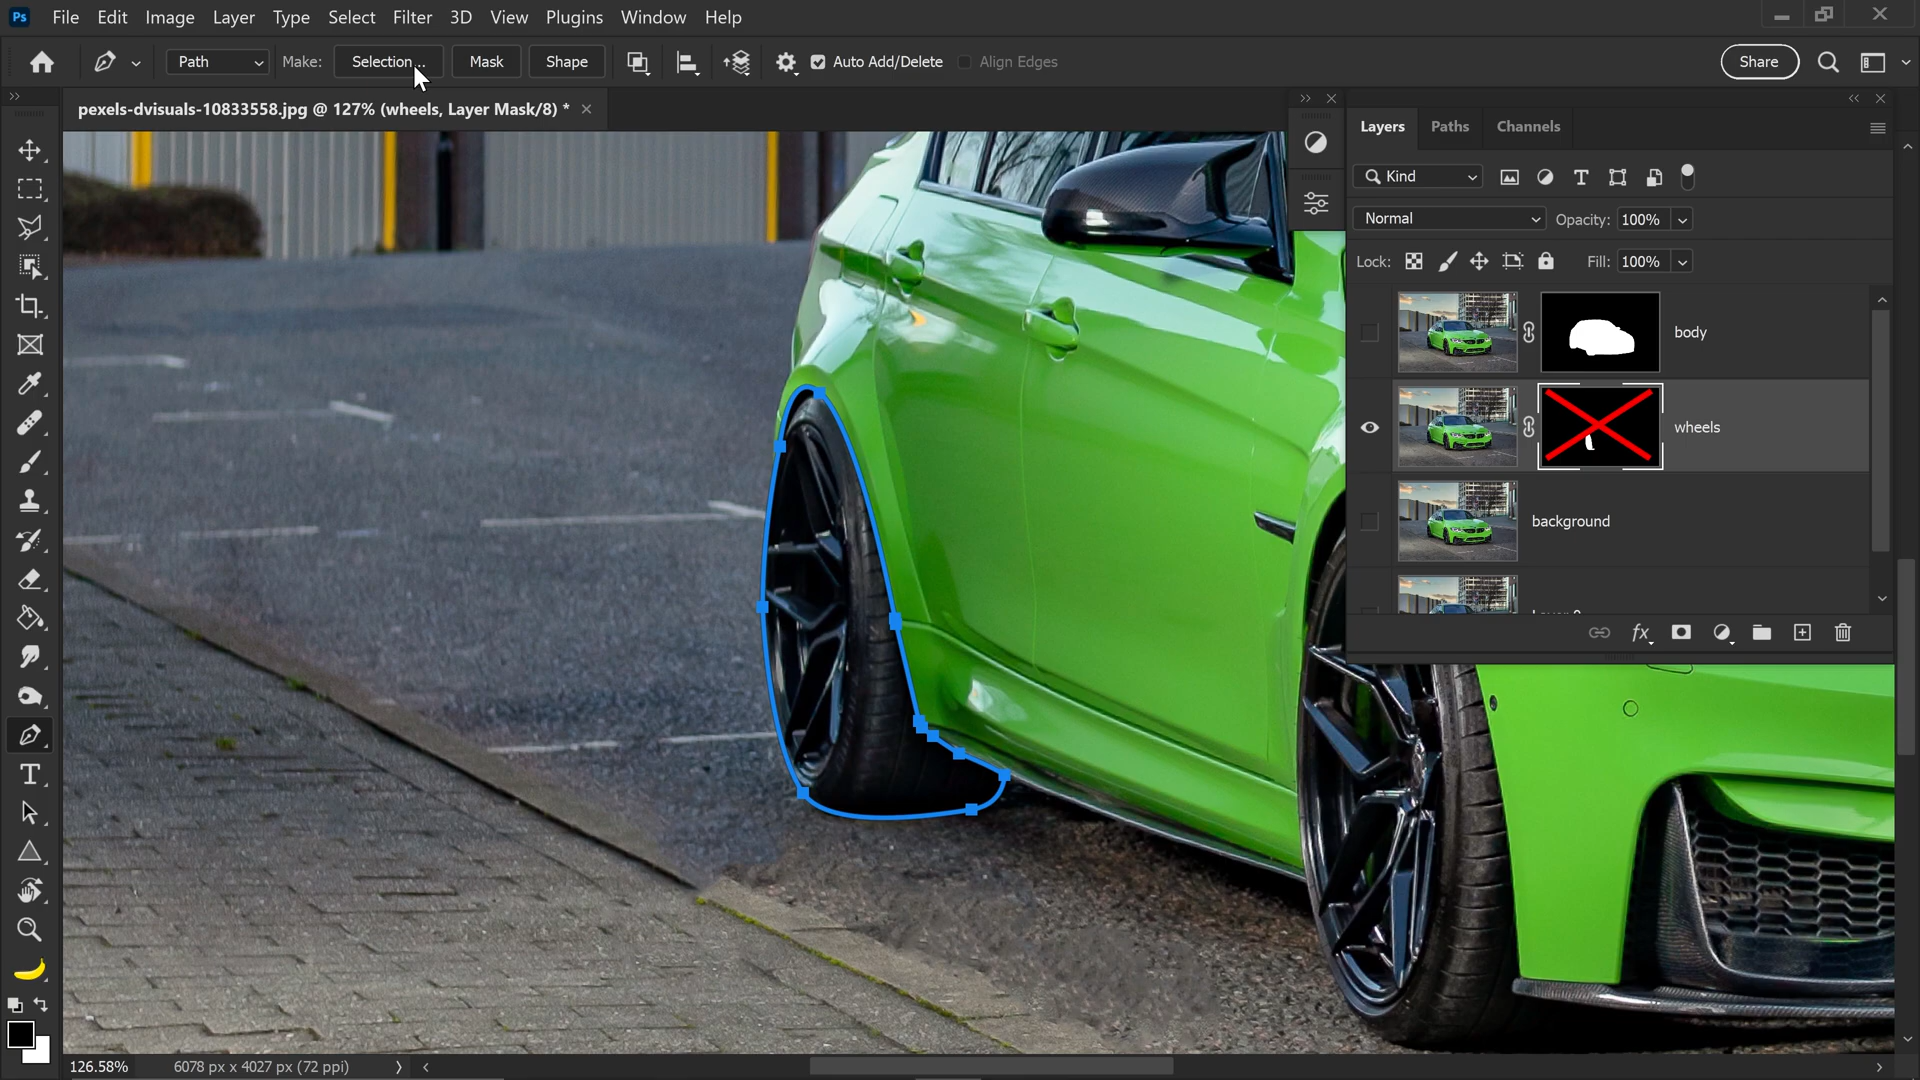 Ps File Edit Image Layer Select Type Filter 3D View Plugins Window Help
Path Make: Selection... Mask Shape Auto Add/Delete Align Edges Share
pexels-dvisuals-10833558.jpg @ 127% (wheels, Layer Mask/8) *
Layers Paths Channels
Kind
Normal Opacity: 100%
Lock: Fill: 100%
body
wheels
background
fx
126.58% 6078 px x 4027 px (72 ppi)